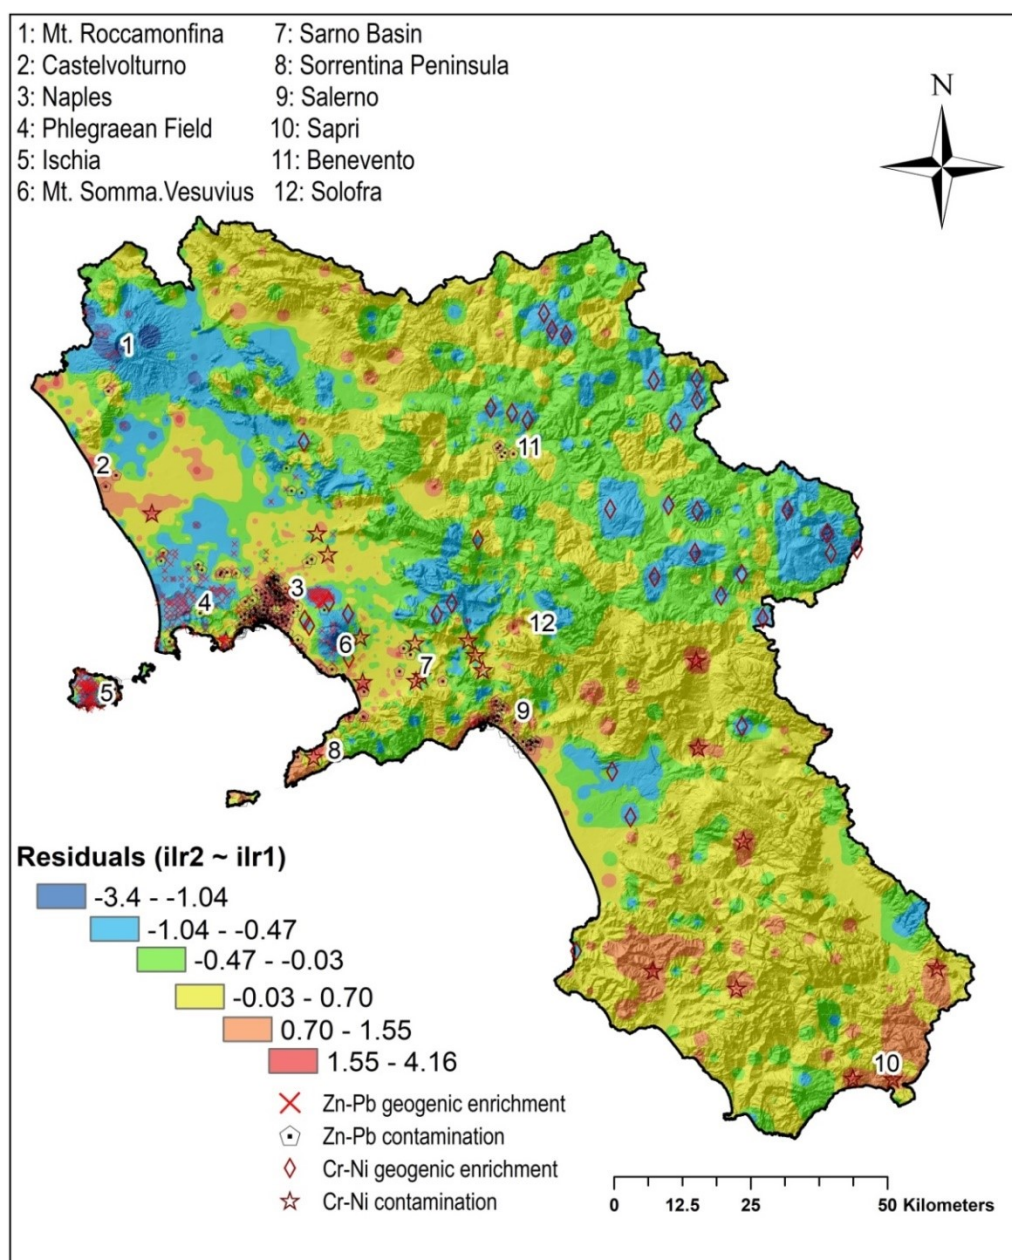 1: Mt. Roccamonfina
2: Castelvolturno
3: Naples
4: Phlegraean Field
5: Ischia
6: Mt. Somma.Vesuvius
7: Sarno Basin
8: Sorrentina Peninsula
9: Salerno
10: Sapri
11: Benevento
12: Solofra
N
1
2
3
4
5
6
7
8
9
10
11
12
Residuals (ilr2 ~ ilr1)
-3.4 - -1.04
-1.04 - -0.47
-0.47 - -0.03
-0.03 - 0.70
0.70 - 1.55
1.55 - 4.16
Zn-Pb geogenic enrichment
Zn-Pb contamination
Cr-Ni geogenic enrichment
Cr-Ni contamination
0 12.5 25 50 Kilometers